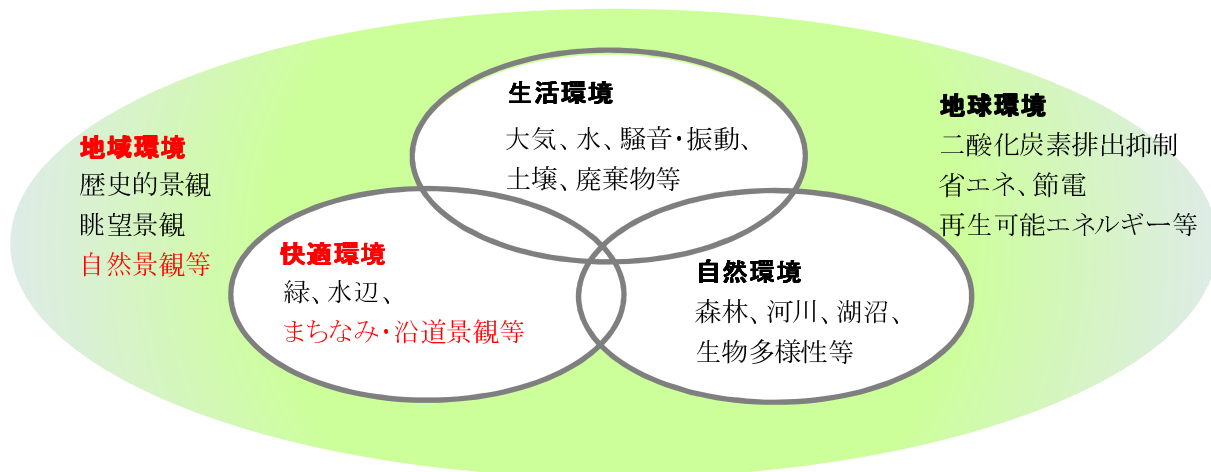 生活環境
大気、水、騒音・振動、
土壌、廃棄物等
地球環境
二酸化炭素排出抑制
省エネ、節電
再生可能エネルギー等
地域環境
歴史的景観
眺望景観
自然景観等
快適環境
緑、水辺、
まちなみ・沿道景観等
自然環境
森林、河川、湖沼、
生物多様性等